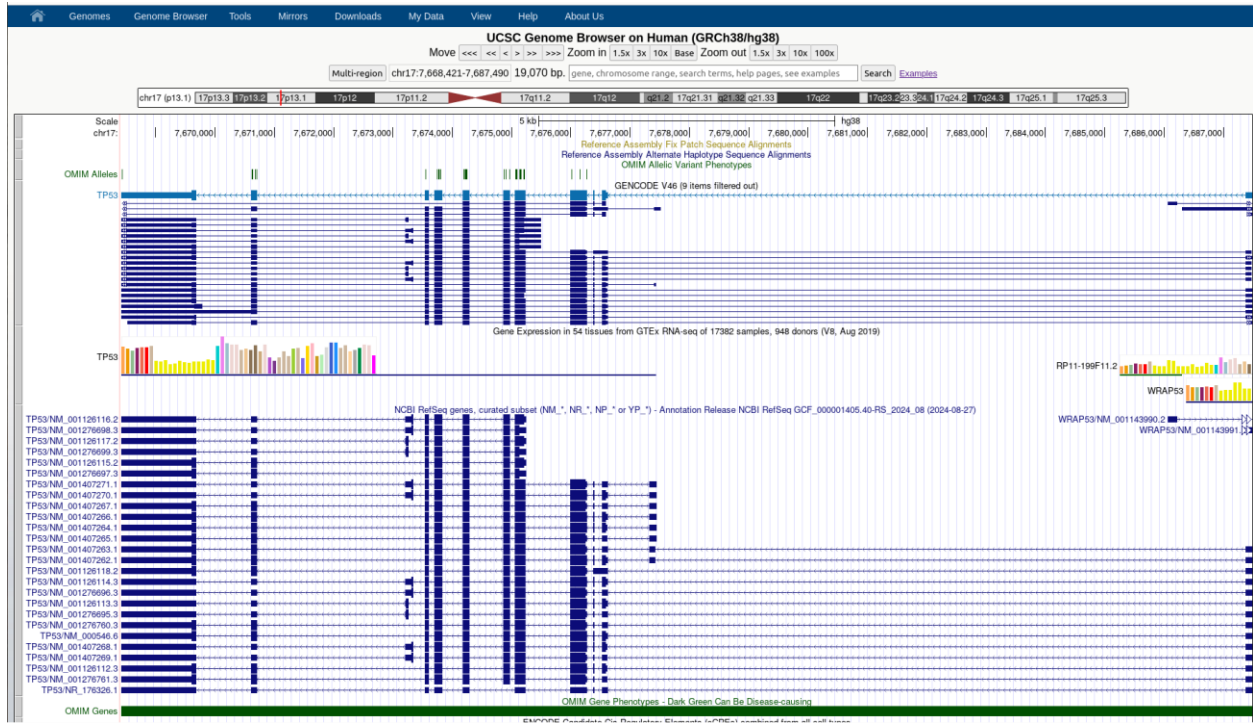 Genomes Genome Browser Tools Mirrors Downloads My Data View Help About Us
UCSC Genome Browser on Human (GRCh38/hg38)
Move <<< << < > >> >>> Zoom in 1.5x 3x 10x Base Zoom out 1.5x 3x 10x 100x
Multi-region chr17:7,668,421-7,687,490 19,070 bp. gene, chromosome range, search terms, help pages, see examples Search Examples
chr17 (p13.1) 17p13.3 17p13.2 17p13.1 17p12 17p11.2 17q11.2 17q12 q21.2 17q21.31 q21.32 q21.33 17q22 17q23.2 23.3 24.1 17q24.2 17q24.3 17q25.1 17q25.3
Scale 5 kb hg38
chr17: 7,670,000 7,671,000 7,672,000 7,673,000 7,674,000 7,675,000 7,676,000 7,677,000 7,678,000 7,679,000 7,680,000 7,681,000 7,682,000 7,683,000 7,684,000 7,685,000 7,686,000 7,687,000
Reference Assembly Fix Patch Sequence Alignments
Reference Assembly Alternate Haplotype Sequence Alignments
OMIM Allelic Variant Phenotypes
OMIM Alleles
GENCODE V46 (9 items filtered out)
TP53
Gene Expression in 54 tissues from GTEx RNA-seq of 17382 samples, 948 donors (V8, Aug 2019)
TP53
RP11-199F11.2
WRAP53
NCBI RefSeq genes, curated subset (NM_*, NR_*, NP_* or YP_*) - Annotation Release NCBI RefSeq GCF_000001405.40-RS_2024_08 (2024-08-27)
TP53/NM_001126116.2 WRAP53/NM_001143990.2
TP53/NM_001276698.3 WRAP53/NM_001143991.
TP53/NM_001126117.2
TP53/NM_001276699.3
TP53/NM_001126115.2
TP53/NM_001276697.3
TP53/NM_001407271.1
TP53/NM_001407270.1
TP53/NM_001407267.1
TP53/NM_001407266.1
TP53/NM_001407264.1
TP53/NM_001407265.1
TP53/NM_001407263.1
TP53/NM_001407262.1
TP53/NM_001126118.2
TP53/NM_001126114.3
TP53/NM_001276696.3
TP53/NM_001126113.3
TP53/NM_001276695.3
TP53/NM_001276760.3
TP53/NM_000546.6
TP53/NM_001407268.1
TP53/NM_001407269.1
TP53/NM_001126112.3
TP53/NM_001276761.3
TP53/NR_176326.1
OMIM Gene Phenotypes - Dark Green Can Be Disease-causing
OMIM Genes
ENCODE Candidate Cis-Regulatory Elements (cCREs) combined from all cell types